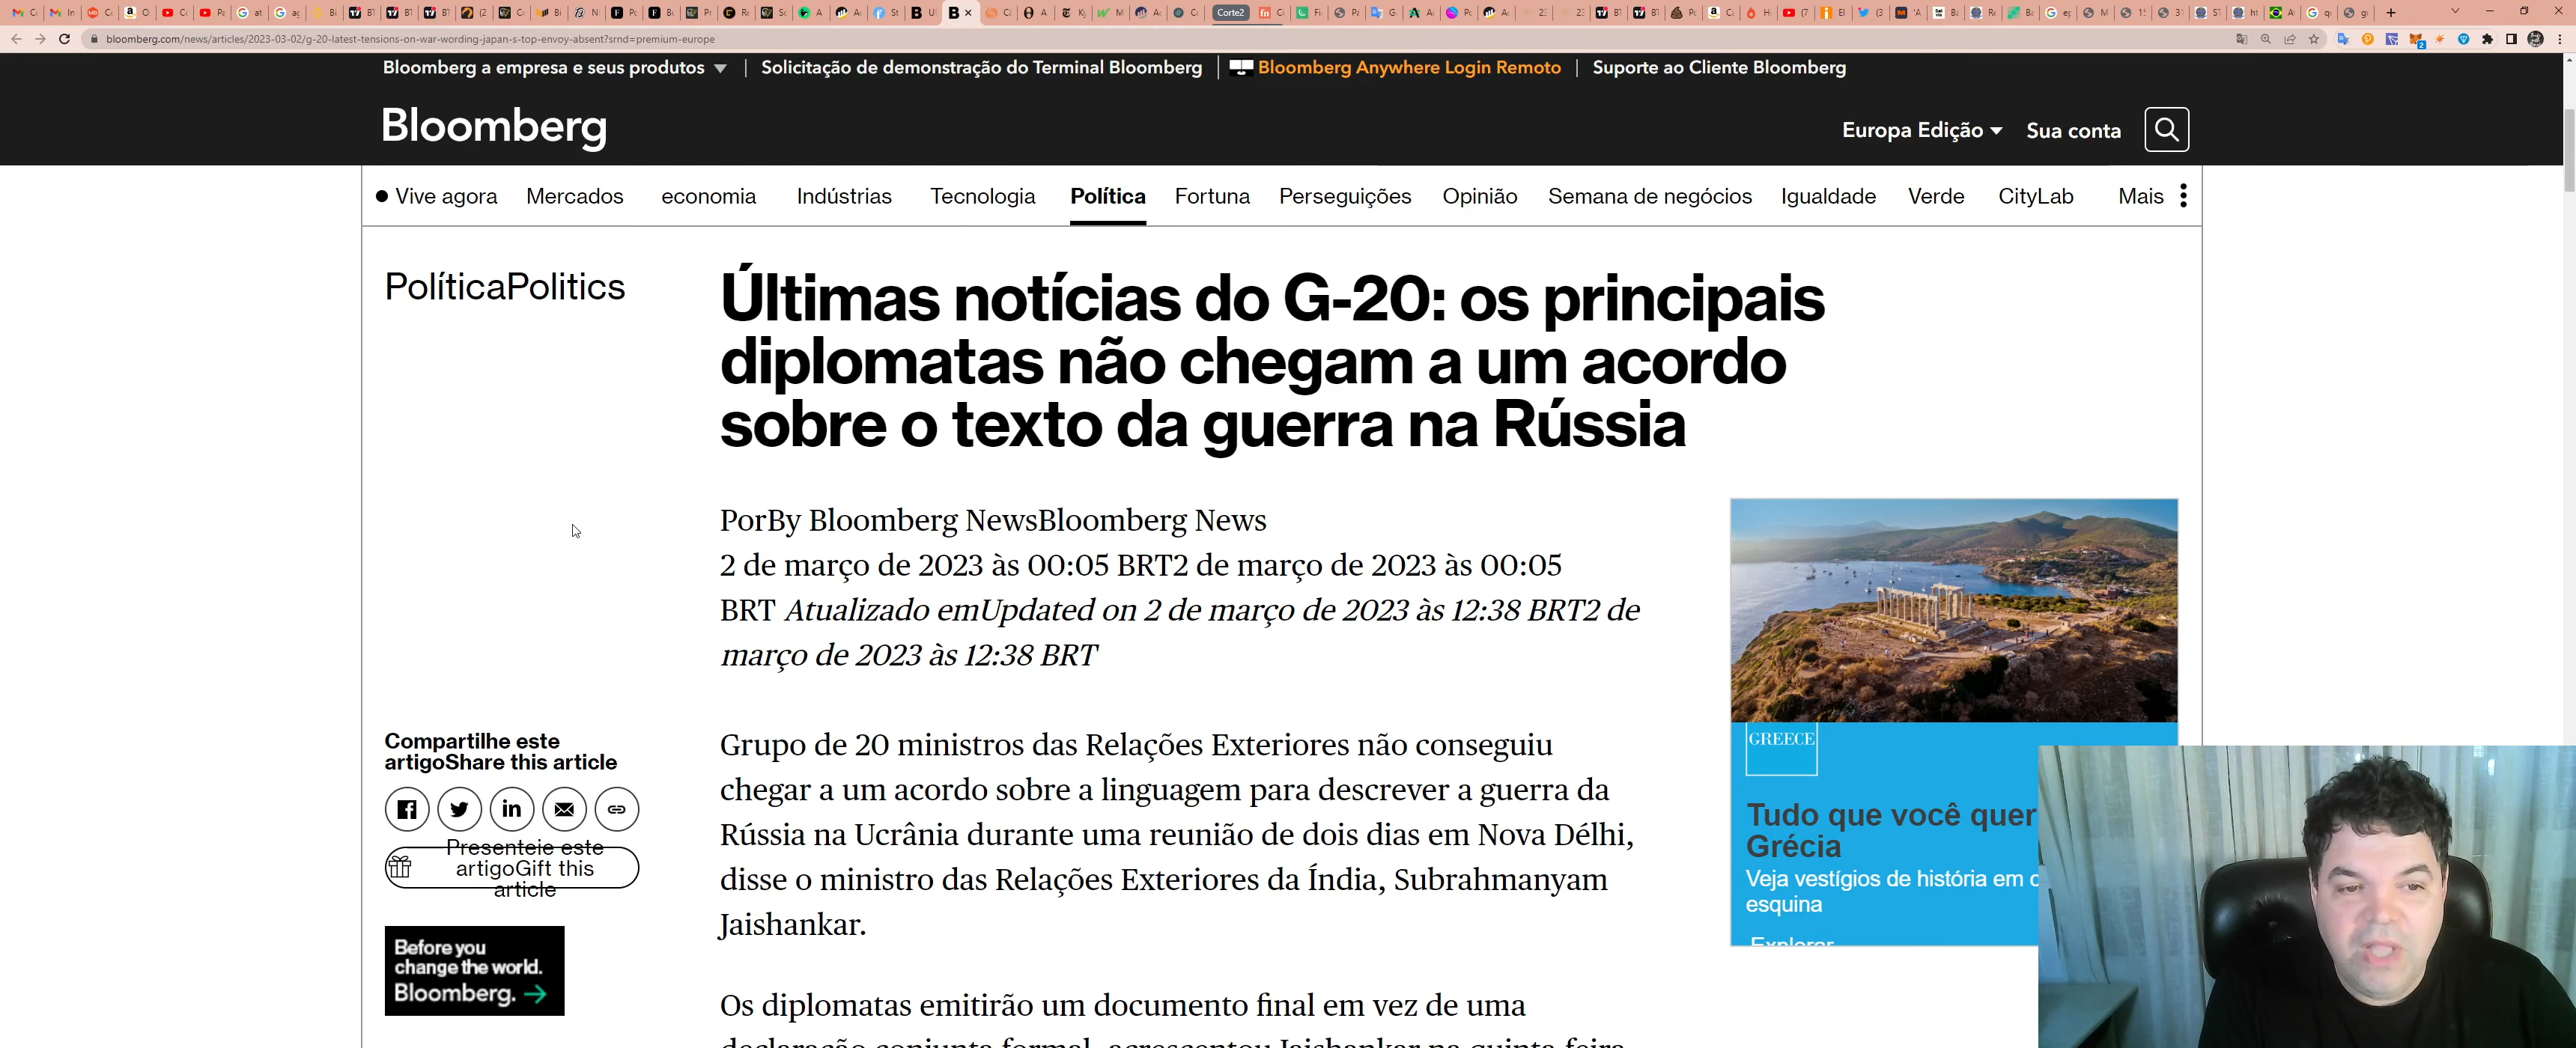 bloomberg.com/news/articles/2023-03-02/g-20-latest-tensions-on-war-wording-japan-s-top-envoy-absent?srnd=premium-europe
Bloomberg a empresa e seus produtos
Solicitação de demonstração do Terminal Bloomberg
Bloomberg Anywhere Login Remoto
Suporte ao Cliente Bloomberg
Bloomberg
Europa Edição
Sua conta
Vive agora Mercados economia Indústrias Tecnologia Política Fortuna Perseguições Opinião Semana de negócios Igualdade Verde CityLab Mais
PolíticaPolitics
Últimas notícias do G-20: os principais
diplomatas não chegam a um acordo
sobre o texto da guerra na Rússia
PorBy Bloomberg NewsBloomberg News
2 de março de 2023 às 00:05 BRT2 de março de 2023 às 00:05
BRT Atualizado emUpdated on 2 de março de 2023 às 12:38 BRT2 de
março de 2023 às 12:38 BRT
Compartilhe este
artigoShare this article
Presenteie este
artigoGift this
article
Before you
change the world.
Bloomberg.
Grupo de 20 ministros das Relações Exteriores não conseguiu
chegar a um acordo sobre a linguagem para descrever a guerra da
Rússia na Ucrânia durante uma reunião de dois dias em Nova Délhi,
disse o ministro das Relações Exteriores da Índia, Subrahmanyam
Jaishankar.
Os diplomatas emitirão um documento final em vez de uma
declaração conjunta formal, acrescentou Jaishankar na quinta-feira
GREECE
Tudo que você quer
Grécia
Veja vestígios de história em c
esquina
Explorar
Corte2